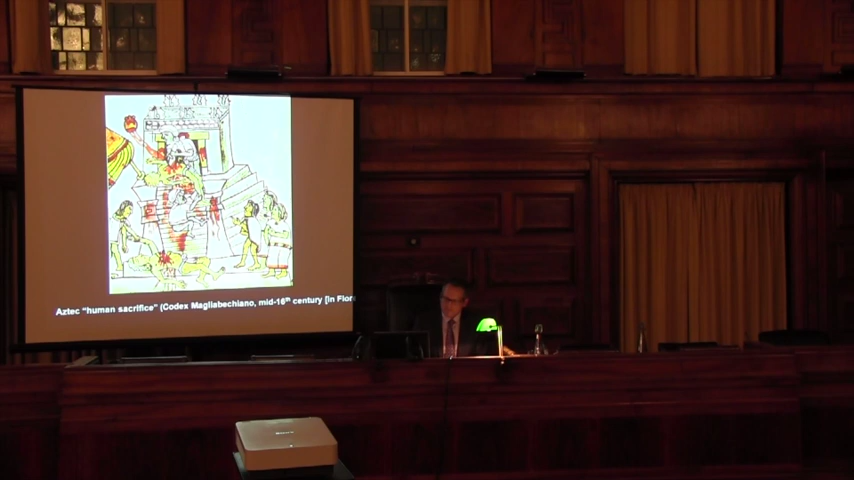 Aztec “human sacrifice” (Codex Magliabechiano, mid-16th century [in Flor